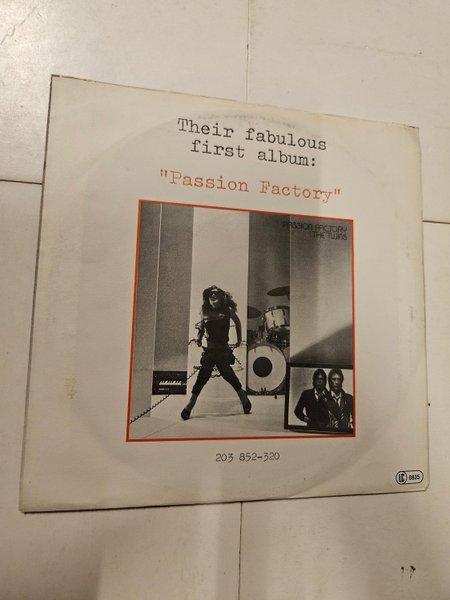 Their fabulous
first album:
"Passion Factory"
PASSION FACTORY
THE TWINS
203 852-320
LC 0835